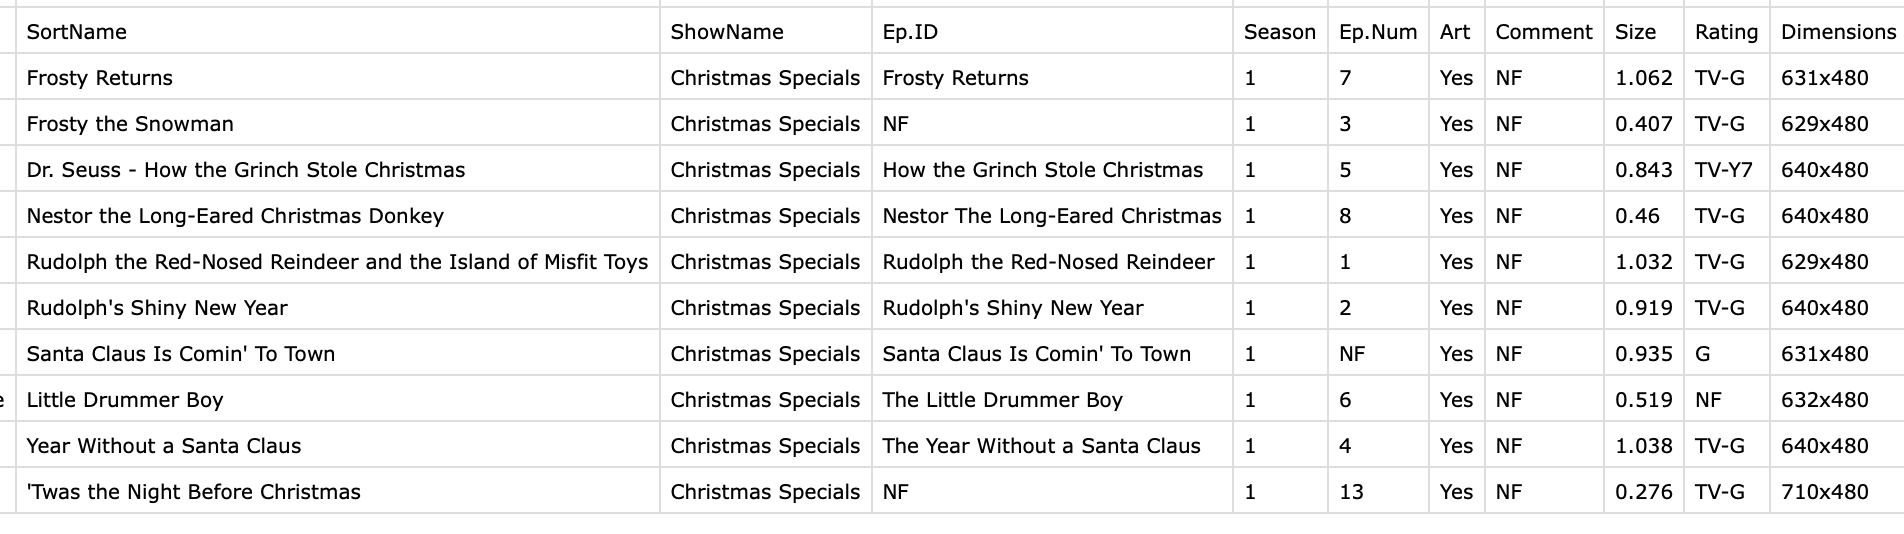 SortName ShowName Ep.ID Season Ep.Num Art Comment Size Rating Dimensions
Frosty Returns Christmas Specials Frosty Returns 1 7 Yes NF 1.062 TV-G 631x480
Frosty the Snowman Christmas Specials NF 1 3 Yes NF 0.407 TV-G 629x480
Dr. Seuss - How the Grinch Stole Christmas Christmas Specials How the Grinch Stole Christmas 1 5 Yes NF 0.843 TV-Y7 640x480
Nestor the Long-Eared Christmas Donkey Christmas Specials Nestor The Long-Eared Christmas 1 8 Yes NF 0.46 TV-G 640x480
Rudolph the Red-Nosed Reindeer and the Island of Misfit Toys Christmas Specials Rudolph the Red-Nosed Reindeer 1 1 Yes NF 1.032 TV-G 629x480
Rudolph's Shiny New Year Christmas Specials Rudolph's Shiny New Year 1 2 Yes NF 0.919 TV-G 640x480
Santa Claus Is Comin' To Town Christmas Specials Santa Claus Is Comin' To Town 1 NF Yes NF 0.935 G 631x480
Little Drummer Boy Christmas Specials The Little Drummer Boy 1 6 Yes NF 0.519 NF 632x480
Year Without a Santa Claus Christmas Specials The Year Without a Santa Claus 1 4 Yes NF 1.038 TV-G 640x480
'Twas the Night Before Christmas Christmas Specials NF 1 13 Yes NF 0.276 TV-G 710x480